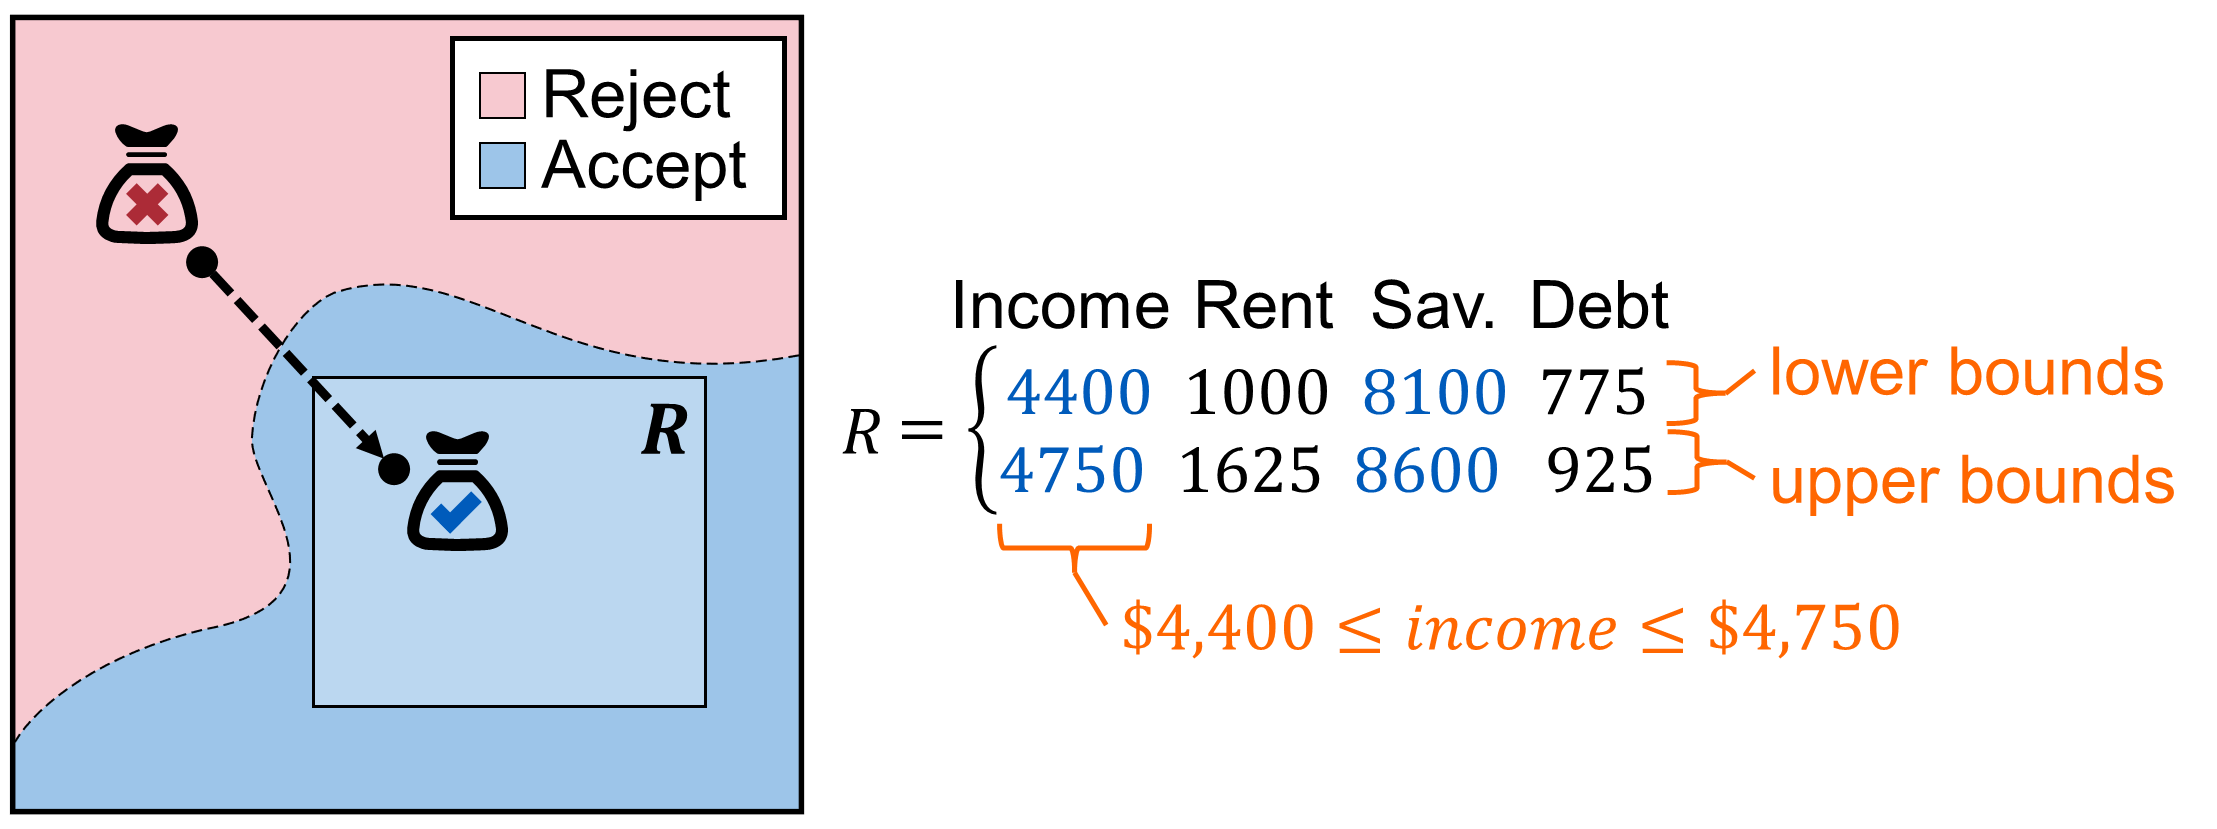 Reject
Accept
R
Income Rent Sav. Debt
R = { 4400 1000 8100 775
4750 1625 8600 925
lower bounds
upper bounds
$4,400 ≤ income ≤ $4,750